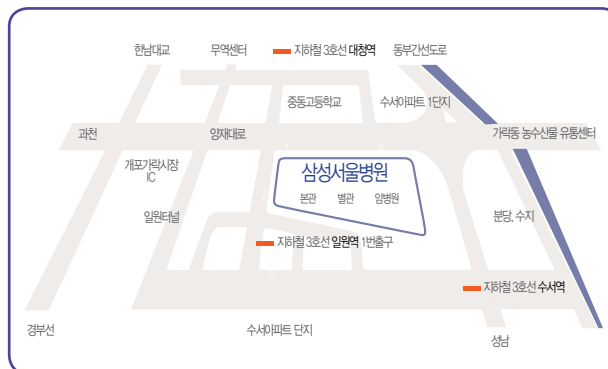 한남대교
무역센터
지하철 3호선 대청역
동부간선도로
중동고등학교
수서아파트 1단지
과천
양재대로
가락동 농수산물 유통센터
개포가락시장
IC
삼성서울병원
본관
별관
암병원
일원터널
분당, 수지
지하철 3호선 일원역 1번출구
지하철 3호선 수서역
경부선
수서아파트 단지
성남